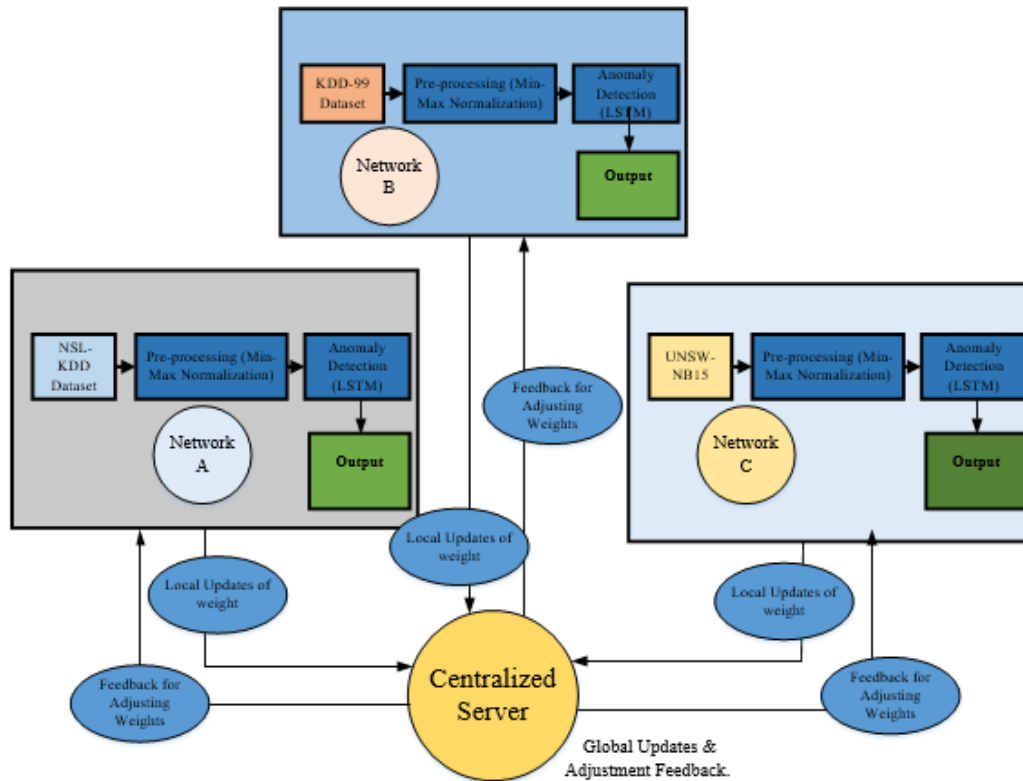 KDD-99
Dataset
Pre-processing (Min-
Max Normalization)
Anomaly
Detection
(LSTM)
Network
B
Output
NSL-
KDD
Dataset
Pre-processing (Min-
Max Normalization)
Anomaly
Detection
(LSTM)
Network
A
Output
UNSW-
NB15
Pre-processing (Min-
Max Normalization)
Anomaly
Detection
(LSTM)
Network
C
Output
Feedback for
Adjusting
Weights
Local Updates of
weight
Local Updates of
weight
Local Updates of
weight
Feedback for
Adjusting
Weights
Feedback for
Adjusting
Weights
Centralized
Server
Global Updates &
Adjustment Feedback.